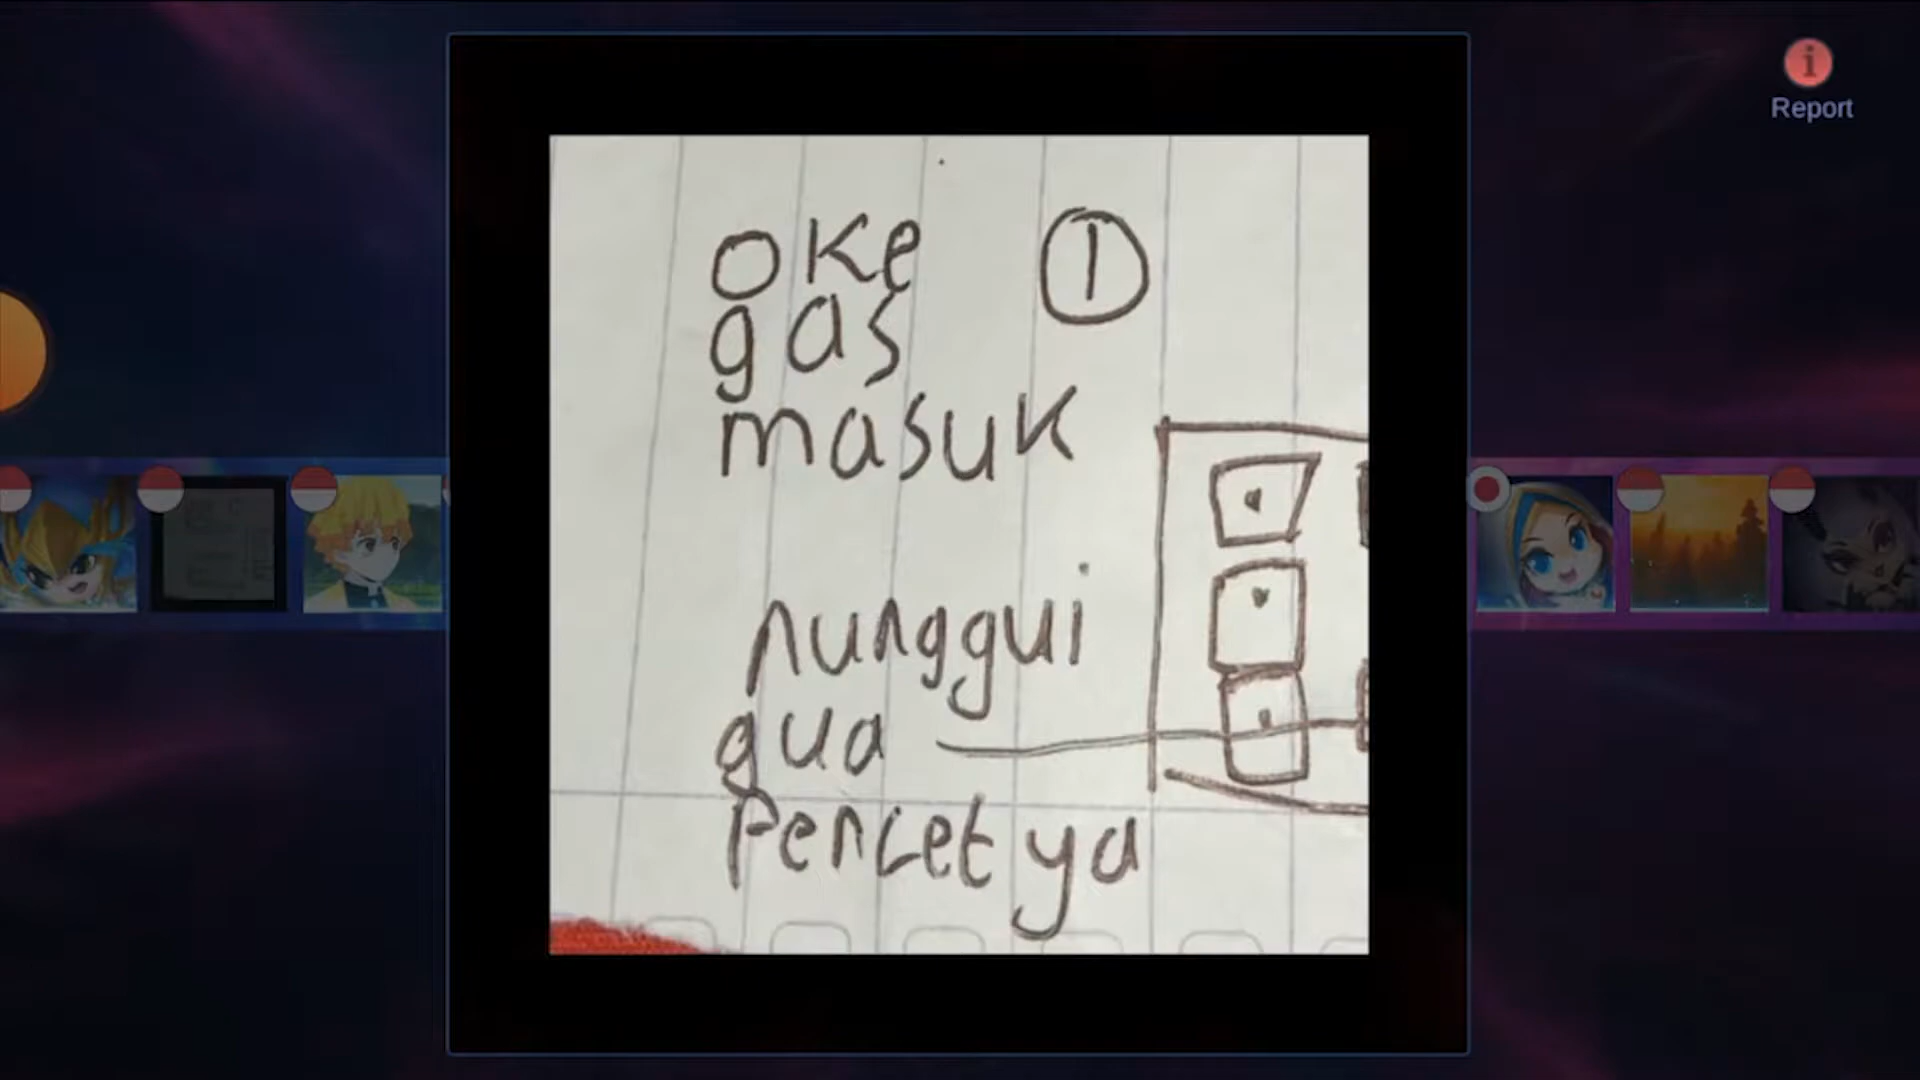 Report
oke ①
gas
masuk
nunggui
gua
Pencet ya